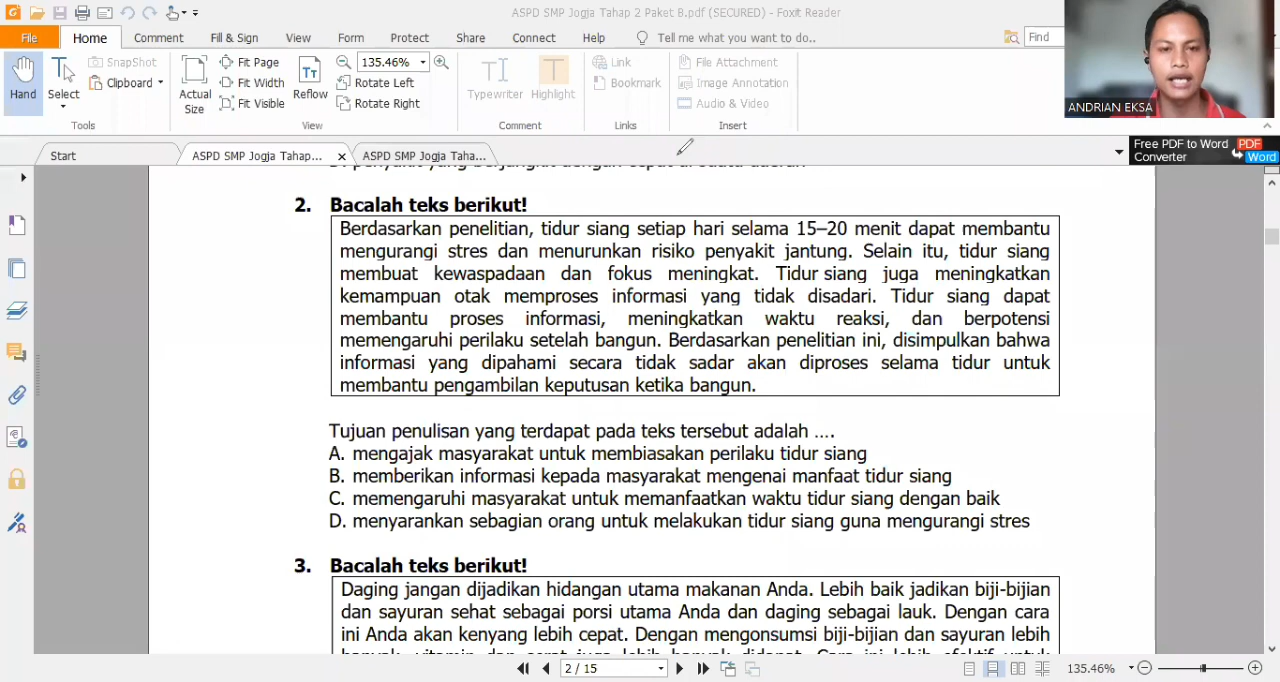 ASPD SMP Jogja Tahap 2 Paket B.pdf (SECURED) - Foxit Reader
File Home Comment Fill & Sign View Form Protect Share Connect Help Tell me what you want to do.. Find
Hand
Select
SnapShot
Clipboard
Tools
Actual Size
Fit Page
Fit Width
Fit Visible
Reflow
135.46%
Rotate Left
Rotate Right
View
Typewriter Highlight
Comment
Link
Bookmark
Links
File Attachment
Image Annotation
Audio & Video
Insert
ANDRIAN EKSA
Start ASPD SMP Jogja Tahap... ASPD SMP Jogja Taha...
Free PDF to Word PDF
Converter Word
2. Bacalah teks berikut!
Berdasarkan penelitian, tidur siang setiap hari selama 15–20 menit dapat membantu
mengurangi stres dan menurunkan risiko penyakit jantung. Selain itu, tidur siang
membuat kewaspadaan dan fokus meningkat. Tidur siang juga meningkatkan
kemampuan otak memproses informasi yang tidak disadari. Tidur siang dapat
membantu proses informasi, meningkatkan waktu reaksi, dan berpotensi
memengaruhi perilaku setelah bangun. Berdasarkan penelitian ini, disimpulkan bahwa
informasi yang dipahami secara tidak sadar akan diproses selama tidur untuk
membantu pengambilan keputusan ketika bangun.
Tujuan penulisan yang terdapat pada teks tersebut adalah ....
A. mengajak masyarakat untuk membiasakan perilaku tidur siang
B. memberikan informasi kepada masyarakat mengenai manfaat tidur siang
C. memengaruhi masyarakat untuk memanfaatkan waktu tidur siang dengan baik
D. menyarankan sebagian orang untuk melakukan tidur siang guna mengurangi stres
3. Bacalah teks berikut!
Daging jangan dijadikan hidangan utama makanan Anda. Lebih baik jadikan biji-bijian
dan sayuran sehat sebagai porsi utama Anda dan daging sebagai lauk. Dengan cara
ini Anda akan kenyang lebih cepat. Dengan mengonsumsi biji-bijian dan sayuran lebih
2 / 15
135.46%